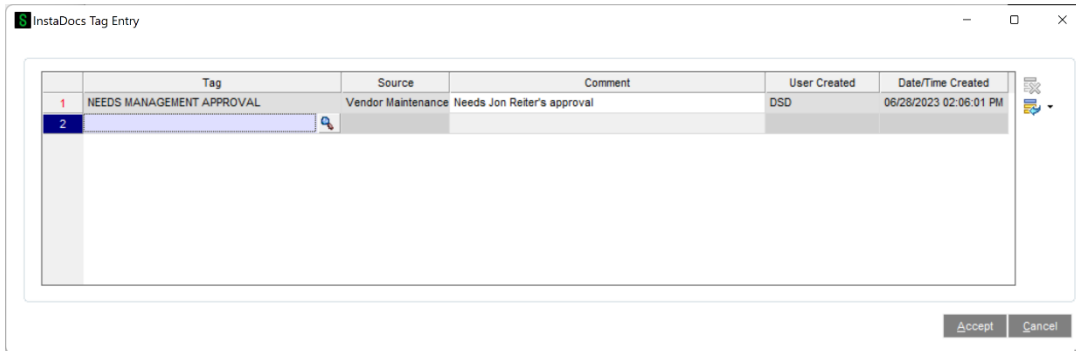 S InstaDocs Tag Entry
Tag Source Comment User Created Date/Time Created
1 NEEDS MANAGEMENT APPROVAL Vendor Maintenance Needs Jon Reiter's approval DSD 06/28/2023 02:06:01 PM
2
Accept Cancel